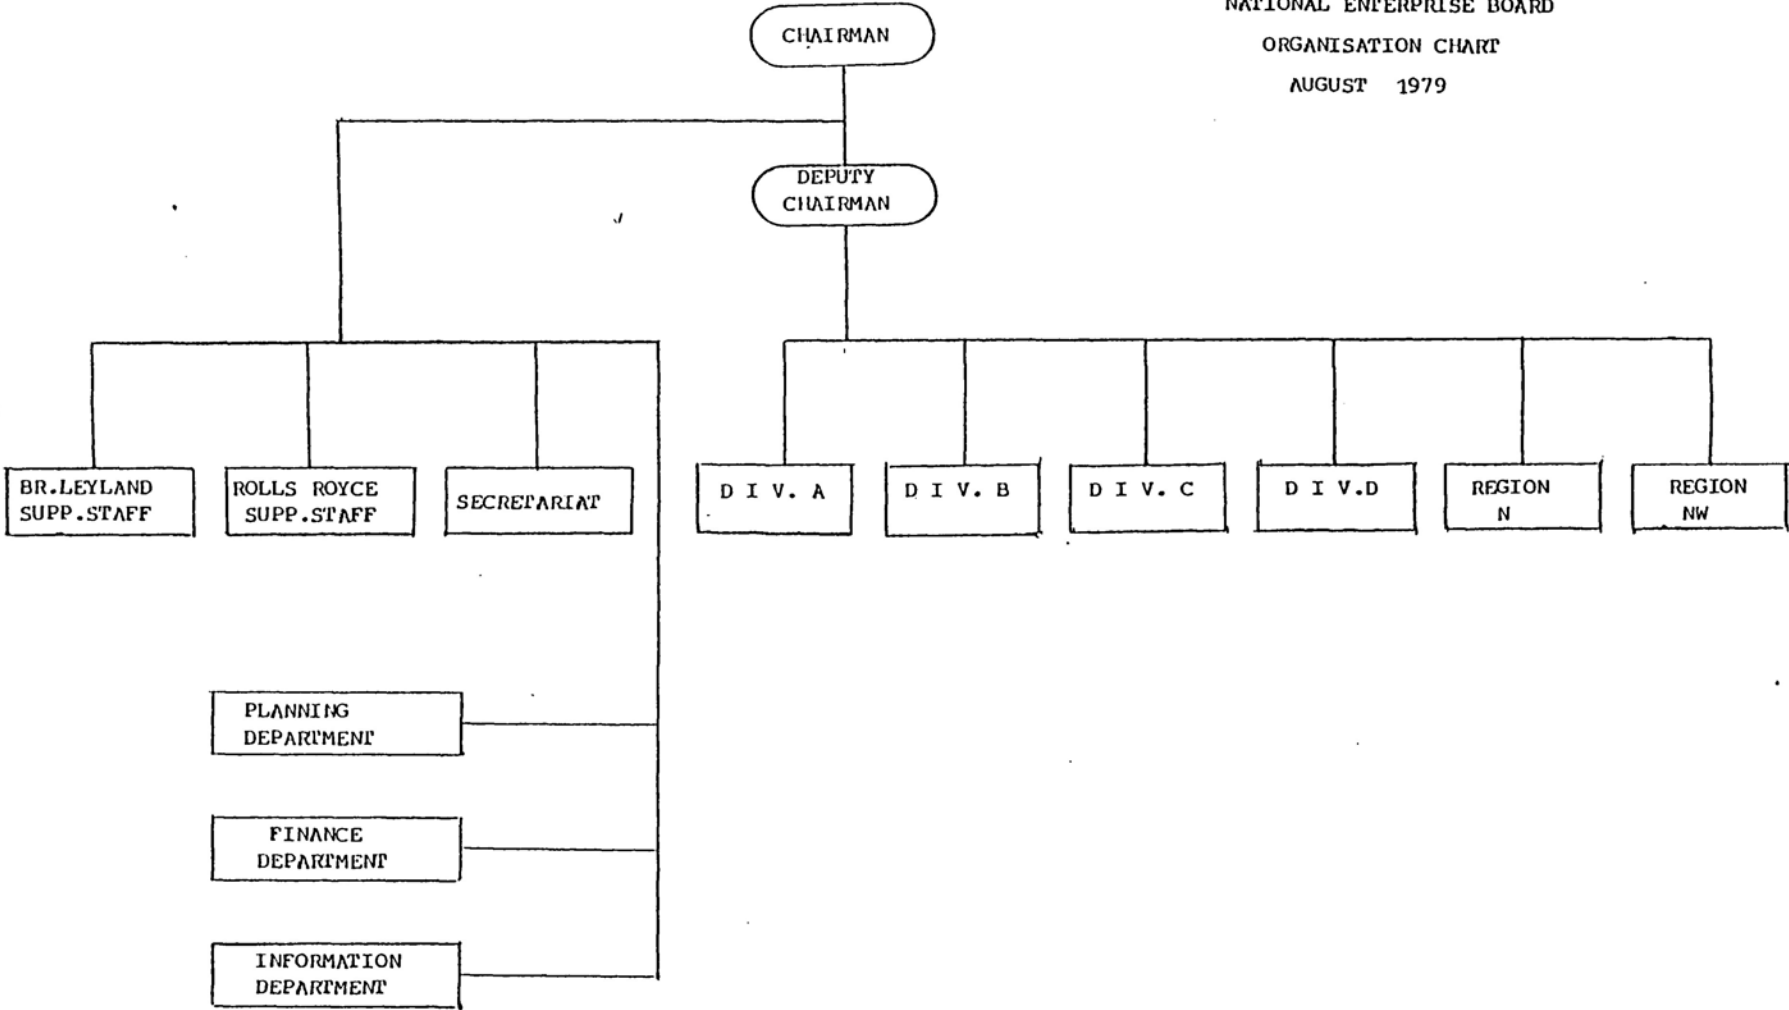 NATIONAL ENTERPRISE BOARD
ORGANISATION CHART
AUGUST 1979
CHAIRMAN
DEPUTY
CHAIRMAN
BR.LEYLAND
SUPP.STAFF
ROLLS ROYCE
SUPP.STAFF
SECRETARIAT
D I V. A
D I V. B
D I V. C
D I V.D
REGION
N
REGION
NW
PLANNING
DEPARTMENT
FINANCE
DEPARTMENT
INFORMATION
DEPARTMENT